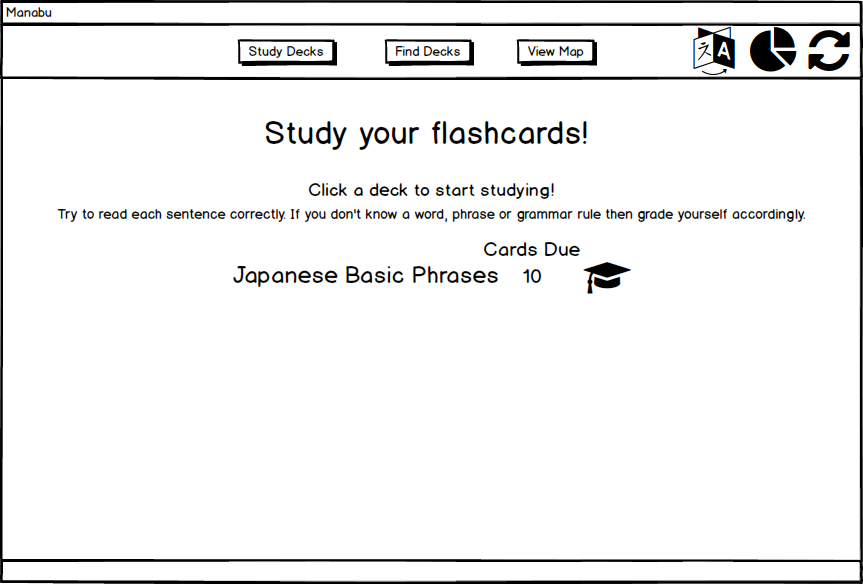 Manabu
Study Decks Find Decks View Map
Study your flashcards!
Click a deck to start studying!
Try to read each sentence correctly. If you don't know a word, phrase or grammar rule then grade yourself accordingly.
Cards Due
Japanese Basic Phrases 10